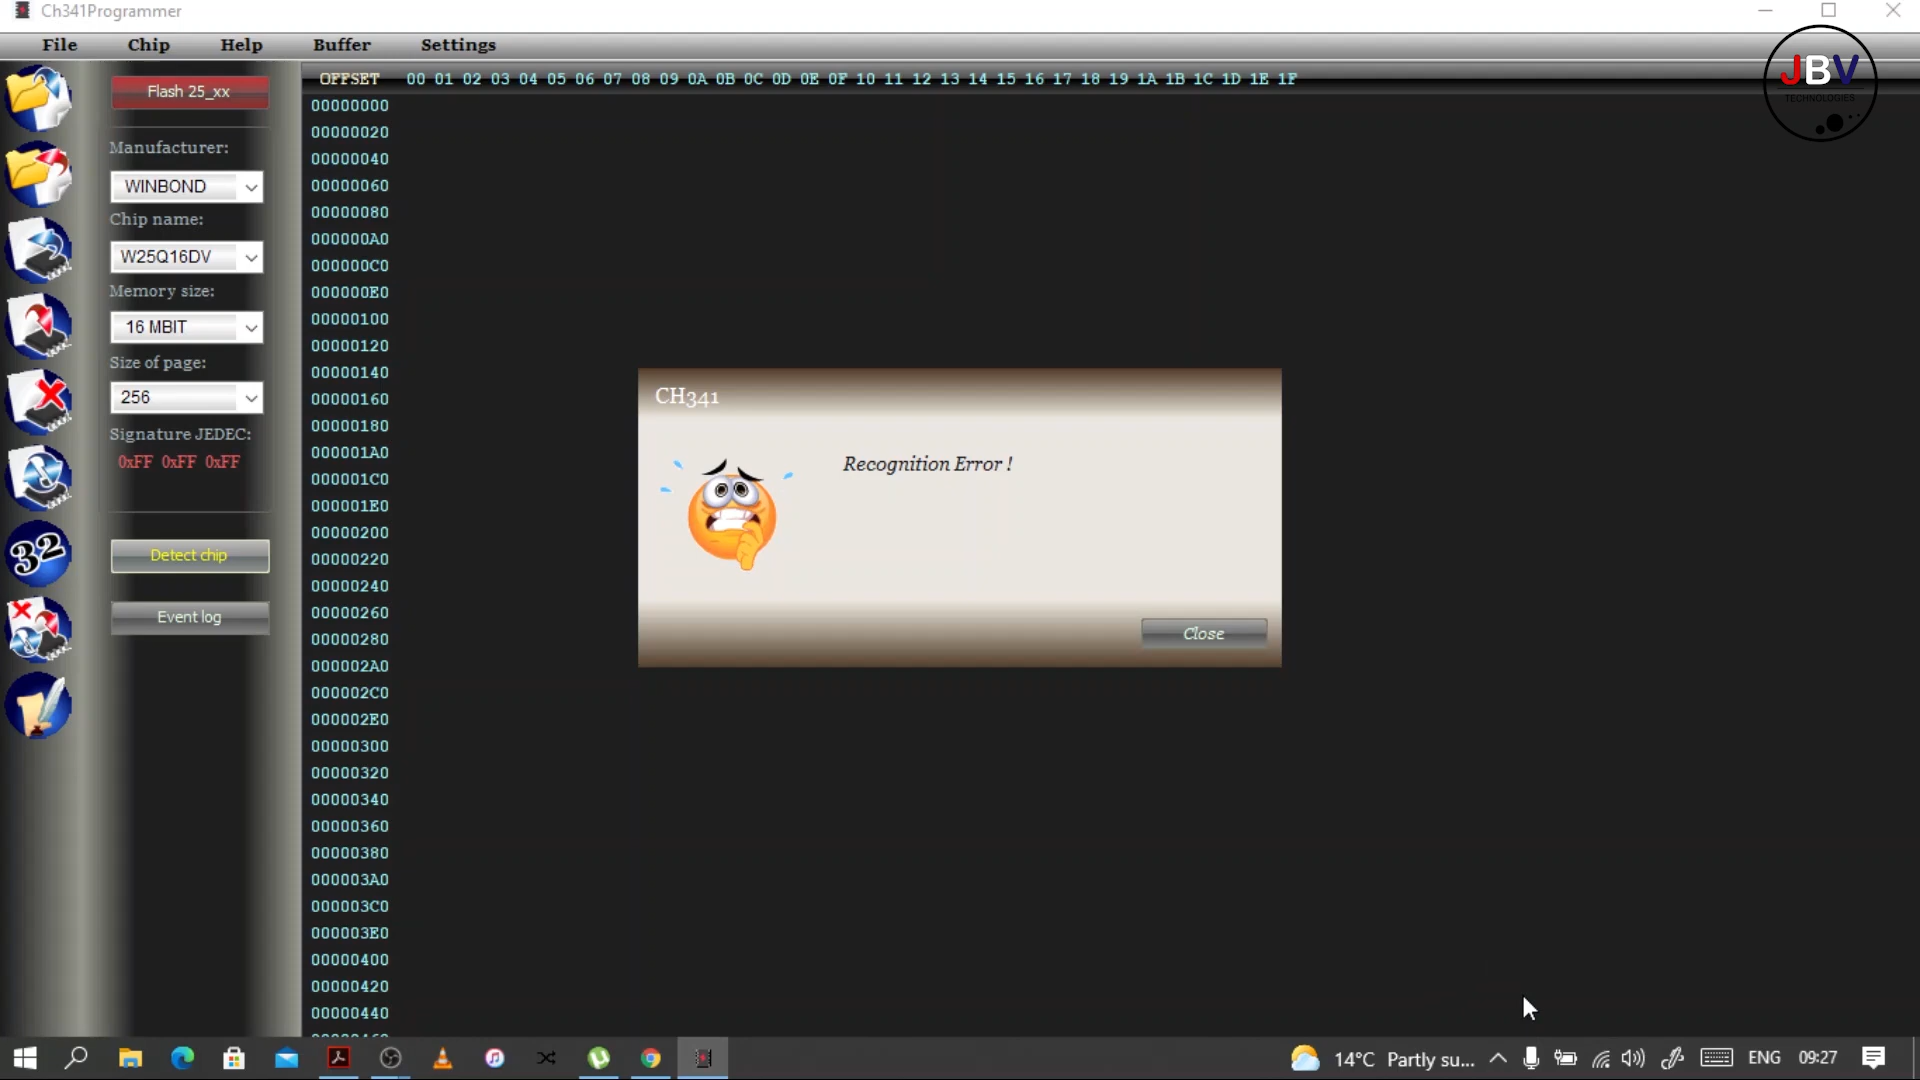 Ch341Programmer
File Chip Help Buffer Settings
Flash 25_xx
Manufacturer:
WINBOND
Chip name:
W25Q16DV
Memory size:
16 MBIT
Size of page:
256
Signature JEDEC:
0xFF 0xFF 0xFF
Detect chip
Event log
32
OFFSET 00 01 02 03 04 05 06 07 08 09 0A 0B 0C 0D 0E 0F 10 11 12 13 14 15 16 17 18 19 1A 1B 1C 1D 1E 1F
00000000
00000020
00000040
00000060
00000080
000000A0
000000C0
000000E0
00000100
00000120
00000140
00000160
00000180
000001A0
000001C0
000001E0
00000200
00000220
00000240
00000260
00000280
000002A0
000002C0
000002E0
00000300
00000320
00000340
00000360
00000380
000003A0
000003C0
000003E0
00000400
00000420
00000440
CH341
Recognition Error !
Close
JBV
TECHNOLOGIES
14°C Partly su... ENG 09:27